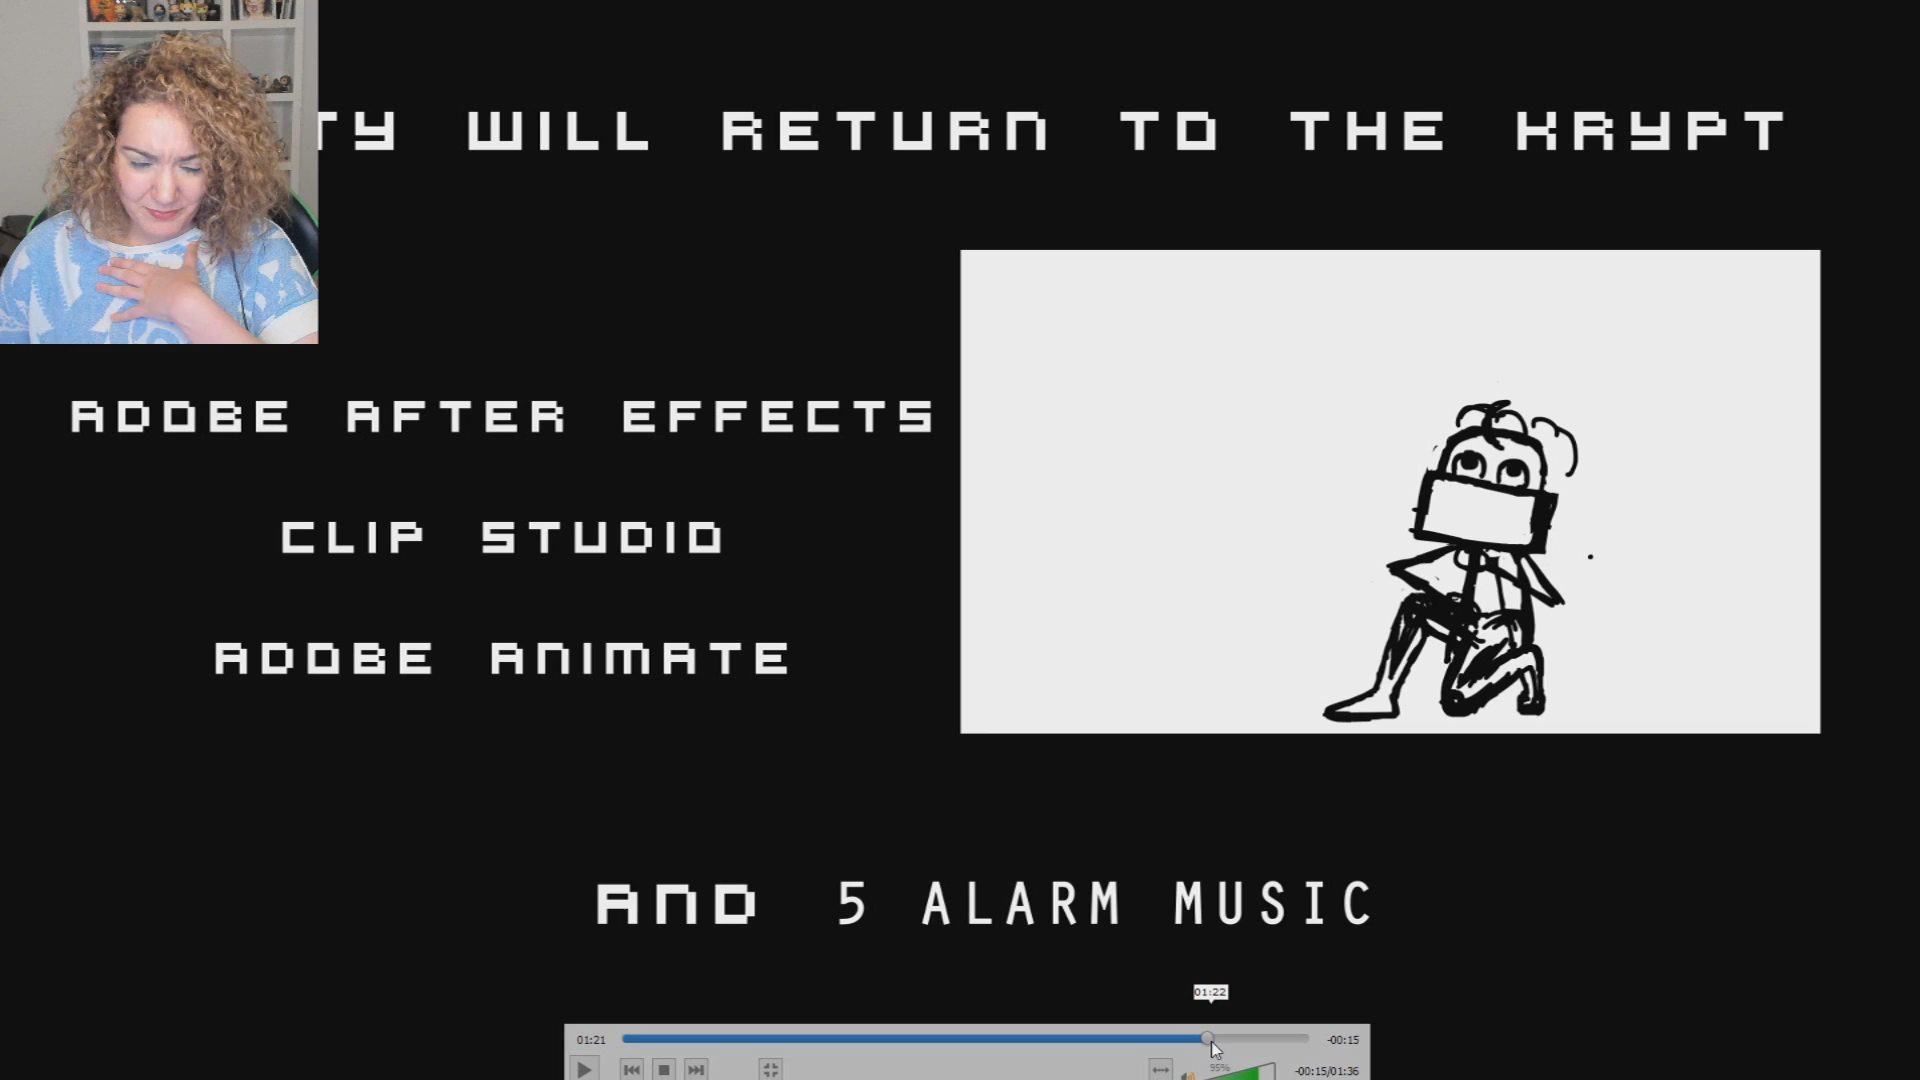 TY WILL RETURN TO THE KRYPT
ADOBE AFTER EFFECTS
CLIP STUDIO
ADOBE ANIMATE
AND 5 ALARM MUSIC
01:22
01:21 -00:15
95%
-00:15/01:36